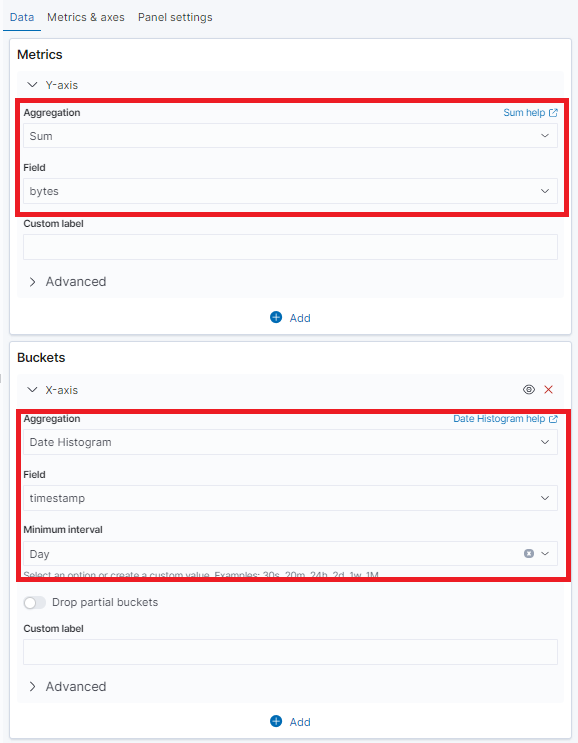 Data Metrics & axes Panel settings
Metrics
Y-axis
Aggregation Sum help
Sum
Field
bytes
Custom label
Advanced
Add
Buckets
X-axis
Aggregation Date Histogram help
Date Histogram
Field
timestamp
Minimum interval
Day
Select an option or create a custom value. Examples: 30s, 20m, 24h, 2d, 1w, 1M
Drop partial buckets
Custom label
Advanced
Add